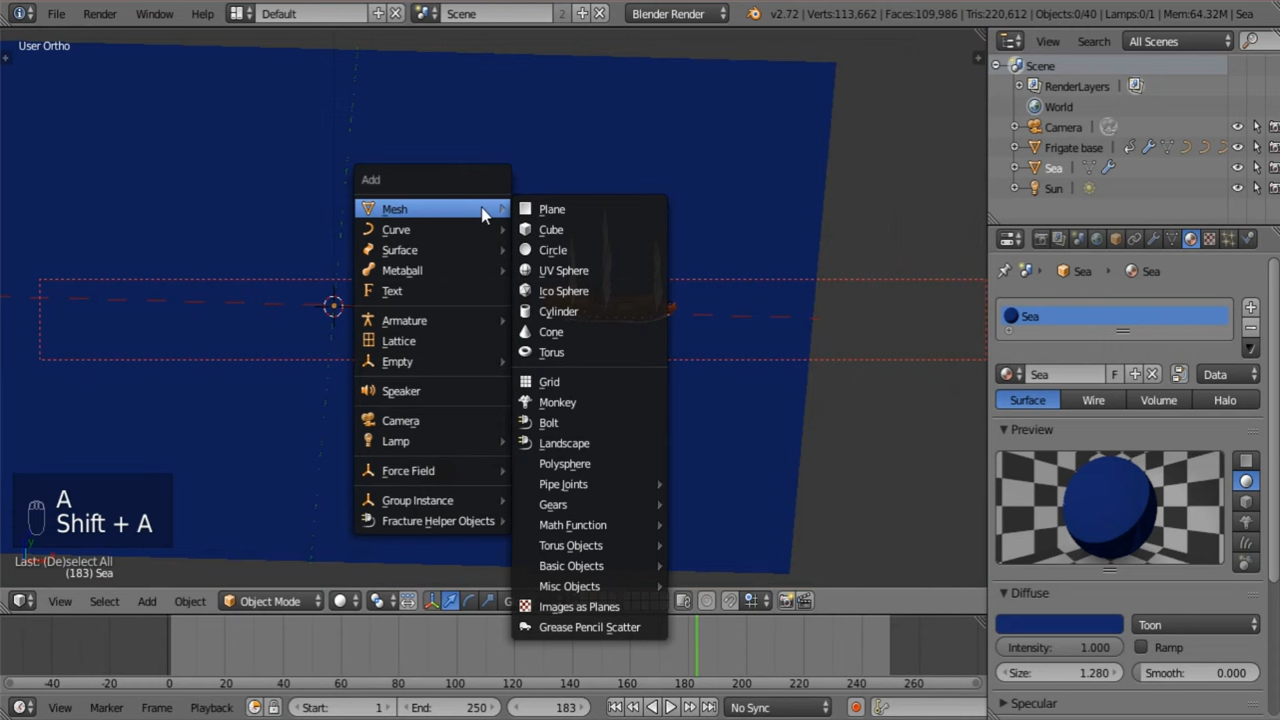 File Render Window Help Default Scene 2 Blender Render v2.72 | Verts:113,662 | Faces:109,986 | Tris:220,612 | Objects:0/40 | Lamps:0/1 | Mem:64.32M | Sea
User Ortho
View Search All Scenes
Scene
RenderLayers
World
Camera
Frigate base
Sea
Sun
Add
Mesh
Curve
Surface
Metaball
Text
Armature
Lattice
Empty
Speaker
Camera
Lamp
Force Field
Group Instance
Fracture Helper Objects
Plane
Cube
Circle
UV Sphere
Ico Sphere
Cylinder
Cone
Torus
Grid
Monkey
Bolt
Landscape
Polysphere
Pipe Joints
Gears
Math Function
Torus Objects
Basic Objects
Misc Objects
Images as Planes
Grease Pencil Scatter
A
Shift + A
Last: (De)select All
(183) Sea
Sea Sea
Sea
Sea F Data
Surface Wire Volume Halo
Preview
Diffuse
Toon
Intensity: 1.000 Ramp
Size: 1.280 Smooth: 0.000
Specular
View Select Add Object Object Mode G
-40 -20 0 20 40 60 80 100 120 140 160 180 200 220 240 260
View Marker Frame Playback Start: 1 End: 250 183 No Sync